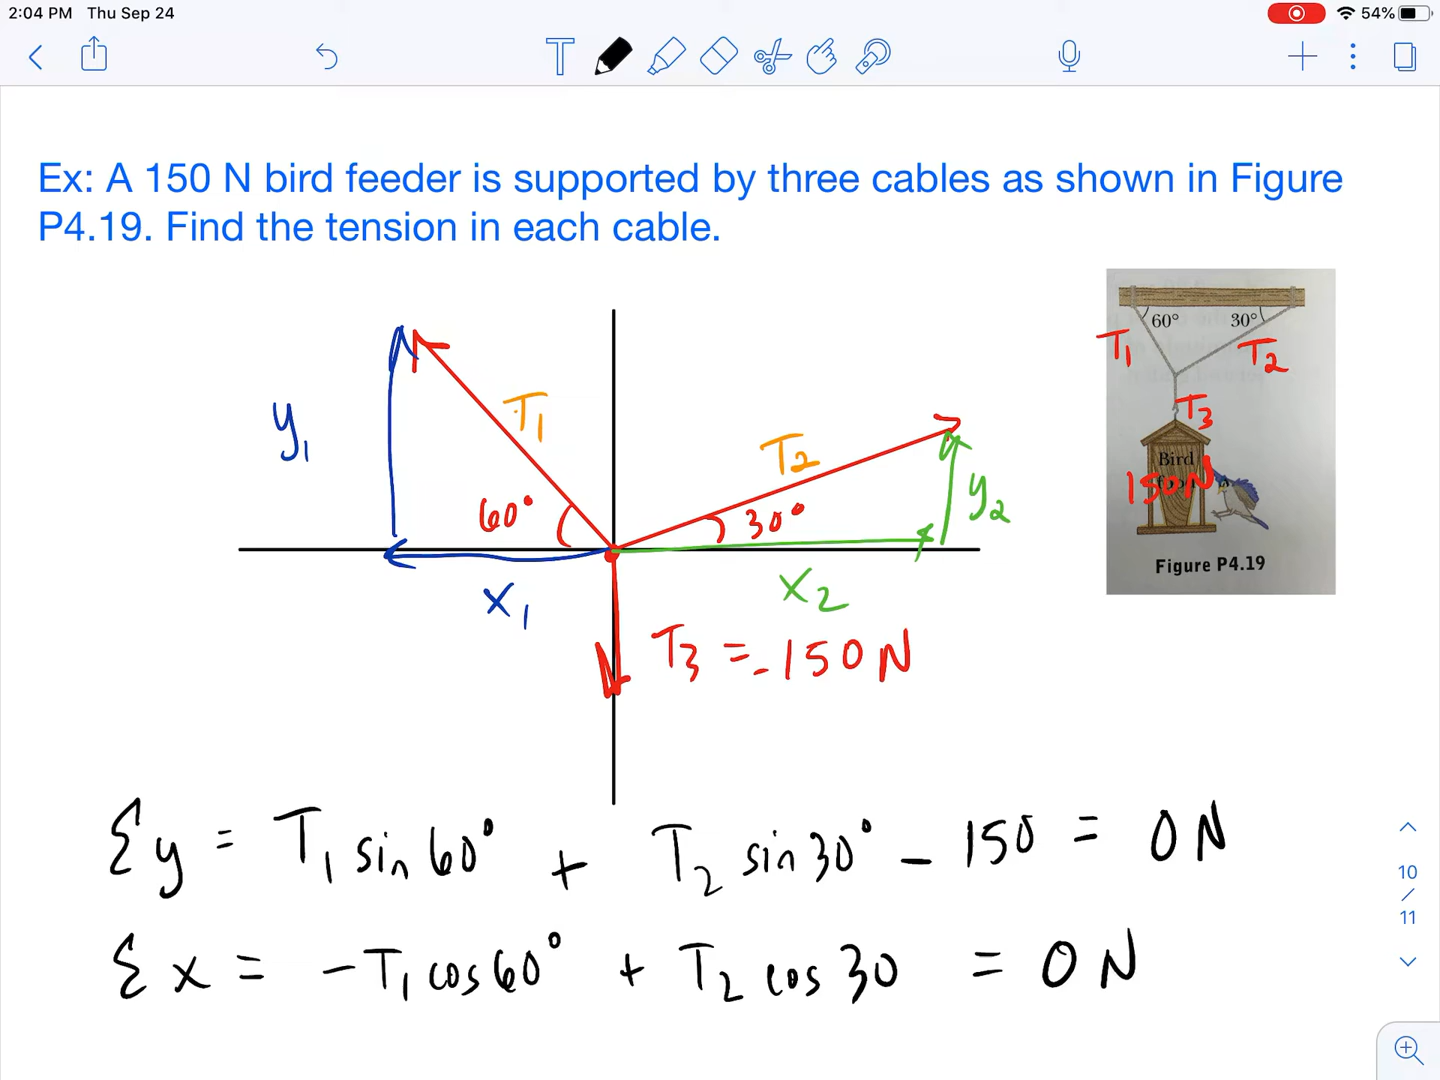 2:04 PM Thu Sep 24
54%
T
Ex: A 150 N bird feeder is supported by three cables as shown in Figure
P4.19. Find the tension in each cable.
60° 30°
T1 T2
T3
Bird
150N
Figure P4.19
y1
T1
T2
60° 30°
y2
x1 x2
T3 = -150 N
Σy = T1 sin 60° + T2 sin 30° - 150 = 0 N
Σx = -T1 cos 60° + T2 cos 30 = 0 N
10
/
11